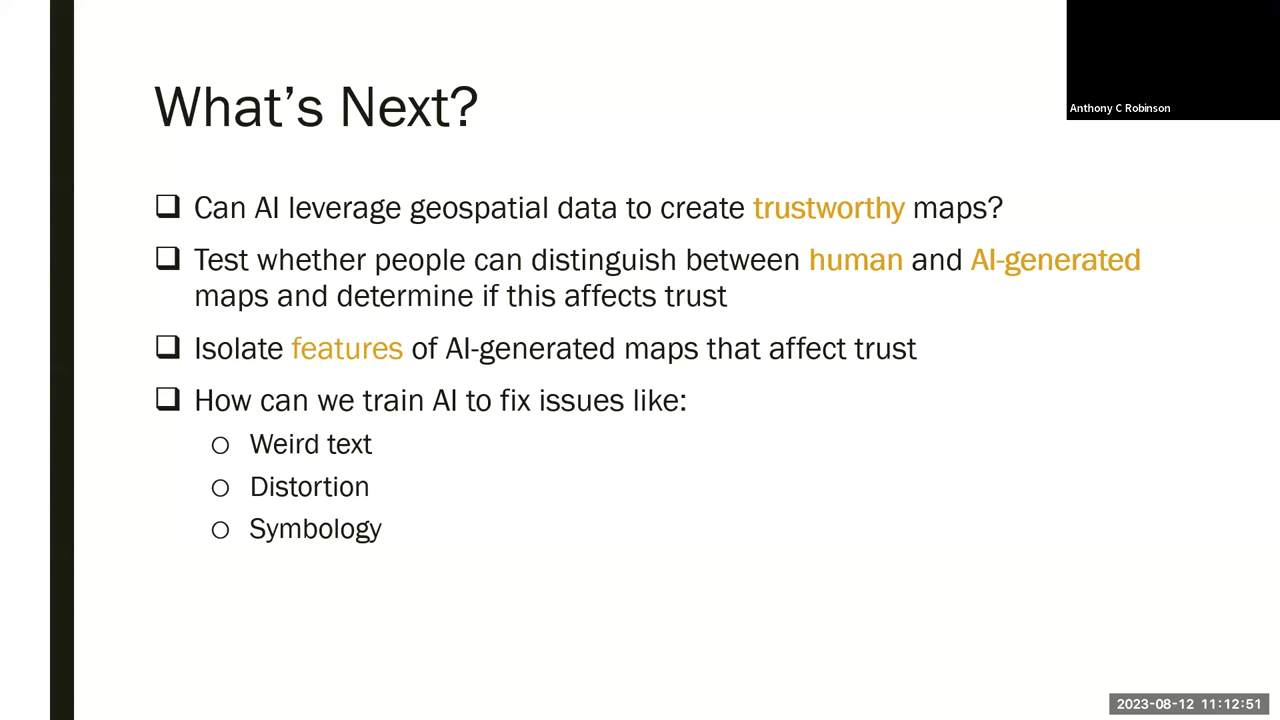 What's Next?
Anthony C Robinson
Can AI leverage geospatial data to create trustworthy maps?
Test whether people can distinguish between human and AI-generated
maps and determine if this affects trust
Isolate features of AI-generated maps that affect trust
How can we train AI to fix issues like:
Weird text
Distortion
Symbology
2023-08-12 11:12:51